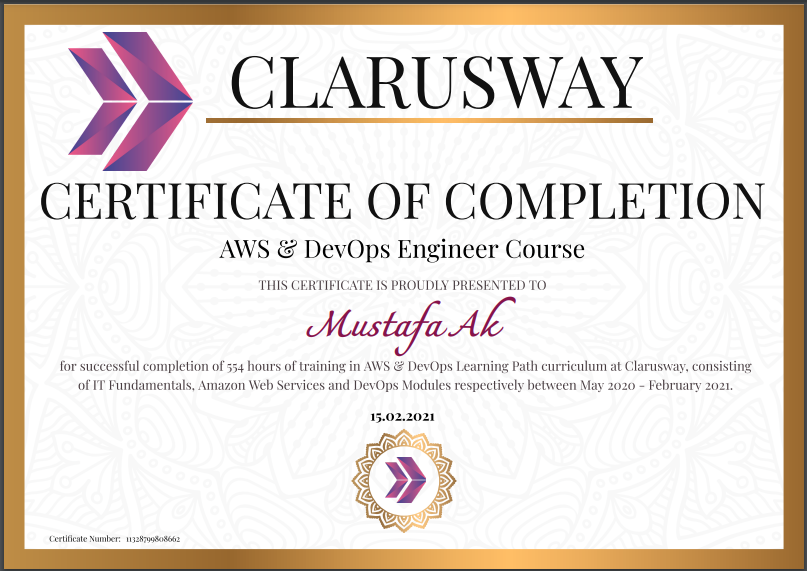 CLARUSWAY
CERTIFICATE OF COMPLETION
AWS & DevOps Engineer Course
THIS CERTIFICATE IS PROUDLY PRESENTED TO
Mustafa Ak
for successful completion of 554 hours of training in AWS & DevOps Learning Path curriculum at Clarusway, consisting
of IT Fundamentals, Amazon Web Services and DevOps Modules respectively between May 2020 - February 2021.
15.02.2021
Certificate Number: 11328799808662